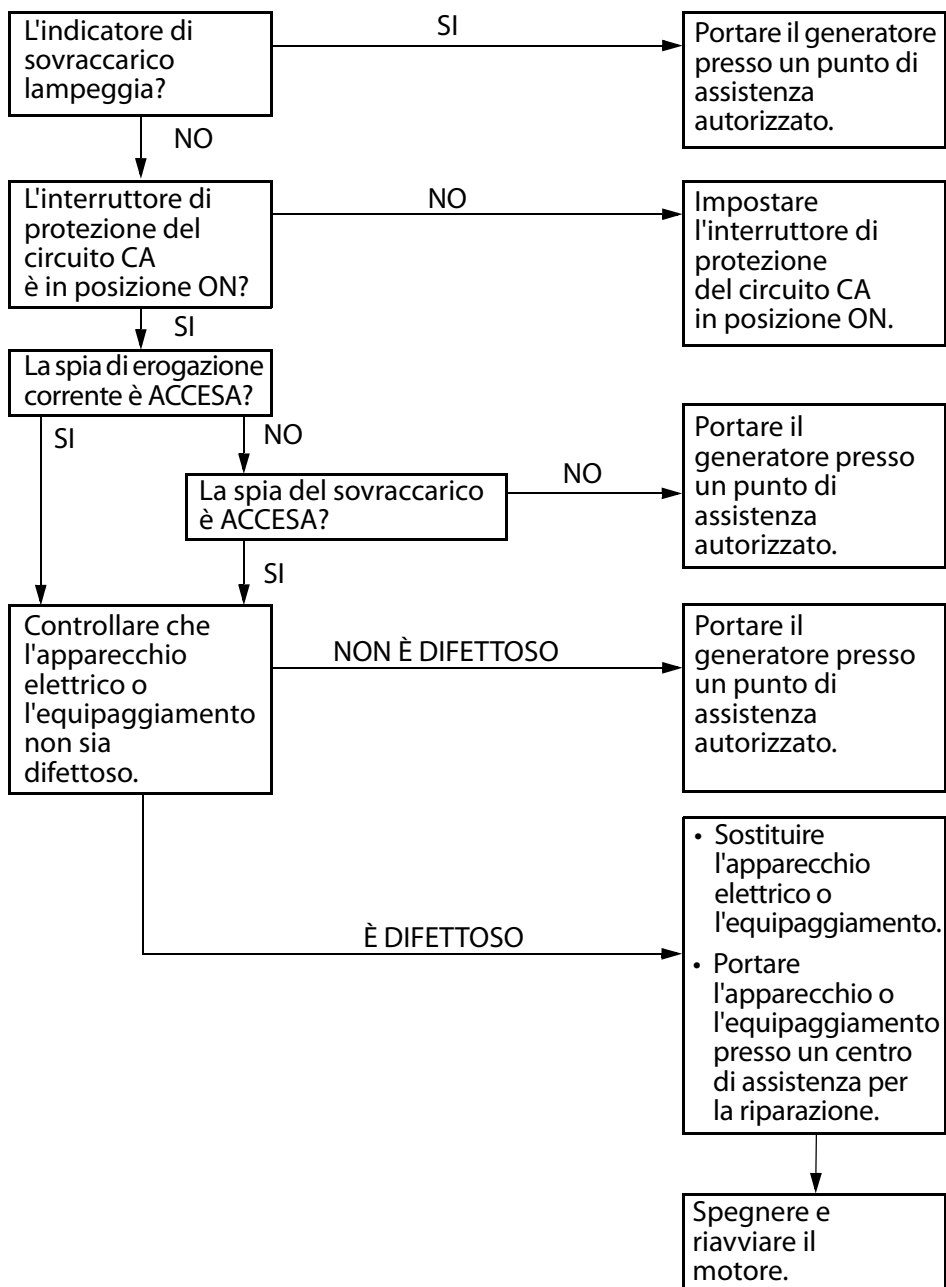 L'indicatore di
sovraccarico
lampeggia?
SI
Portare il generatore
presso un punto di
assistenza
autorizzato.
NO
L'interruttore di
protezione del
circuito CA
è in posizione ON?
NO
Impostare
l'interruttore di
protezione
del circuito CA
in posizione ON.
SI
La spia di erogazione
corrente è ACCESA?
SI
NO
La spia del sovraccarico
è ACCESA?
NO
Portare il
generatore presso
un punto di
assistenza
autorizzato.
SI
Controllare che
l'apparecchio
elettrico o
l'equipaggiamento
non sia
difettoso.
NON È DIFETTOSO
Portare il
generatore presso
un punto di
assistenza
autorizzato.
È DIFETTOSO
• Sostituire
l'apparecchio
elettrico o
l'equipaggiamento.
• Portare
l'apparecchio o
l'equipaggiamento
presso un centro
di assistenza per
la riparazione.
Spegnere e
riavviare il
motore.